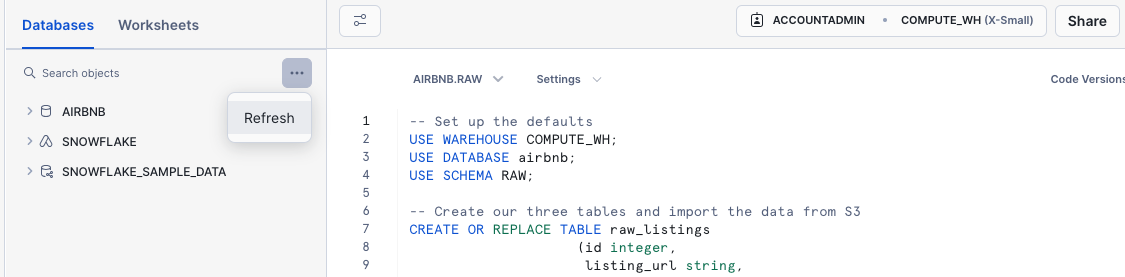 Databases Worksheets
ACCOUNTADMIN • COMPUTE_WH (X-Small) Share
Search objects ...
Refresh
AIRBNB
SNOWFLAKE
SNOWFLAKE_SAMPLE_DATA
AIRBNB.RAW Settings Code Versions
1 -- Set up the defaults
2 USE WAREHOUSE COMPUTE_WH;
3 USE DATABASE airbnb;
4 USE SCHEMA RAW;
5
6 -- Create our three tables and import the data from S3
7 CREATE OR REPLACE TABLE raw_listings
8 (id integer,
9 listing_url string,